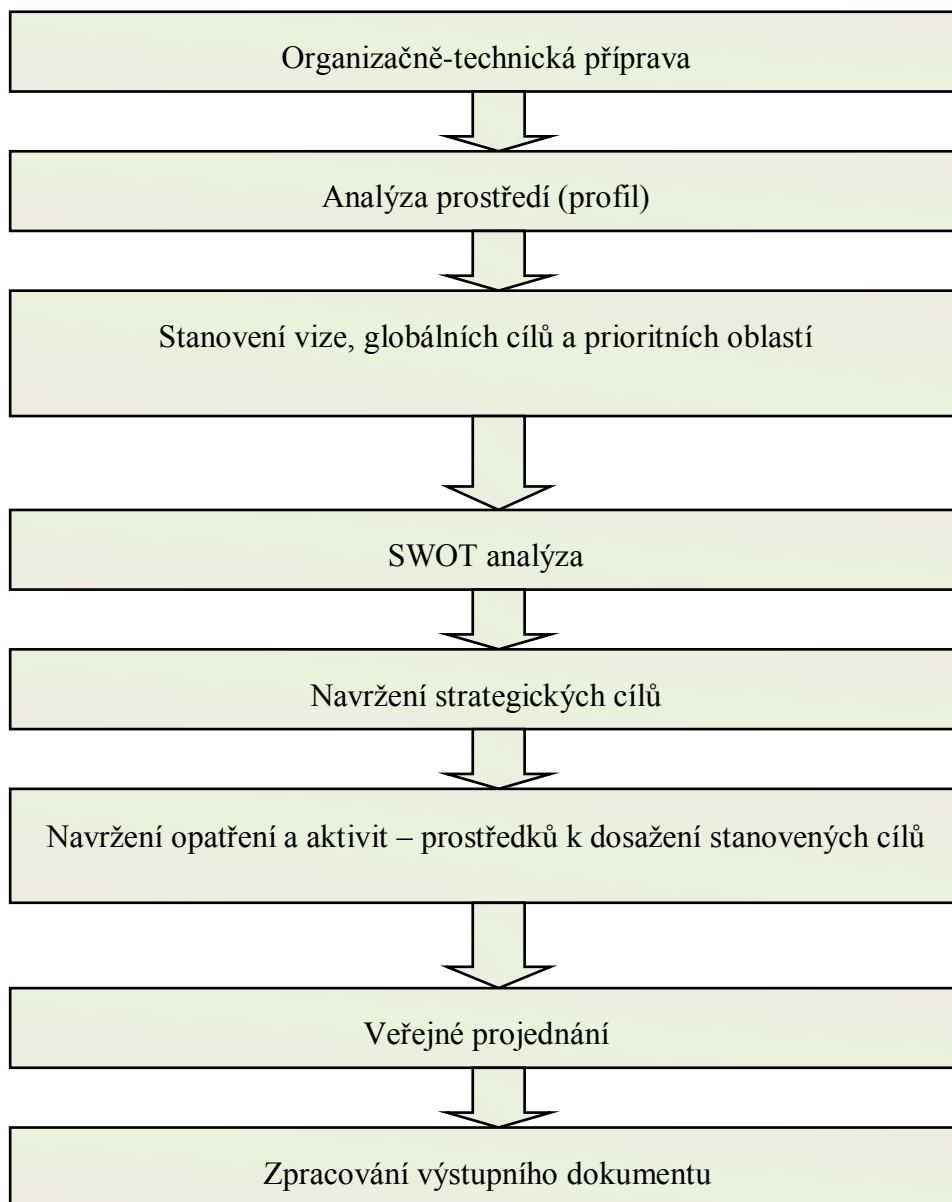 Organizačně-technická příprava
Analýza prostředí (profil)
Stanovení vize, globálních cílů a prioritních oblastí
SWOT analýza
Navržení strategických cílů
Navržení opatření a aktivit – prostředků k dosažení stanovených cílů
Veřejné projednání
Zpracování výstupního dokumentu